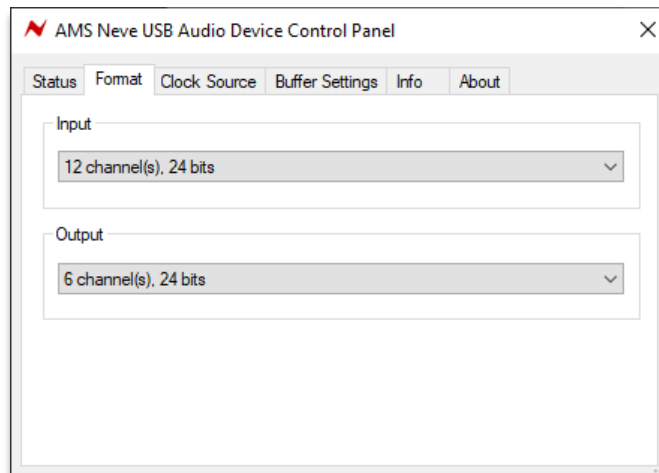 AMS Neve USB Audio Device Control Panel
Status Format Clock Source Buffer Settings Info About
Input
12 channel(s), 24 bits
Output
6 channel(s), 24 bits